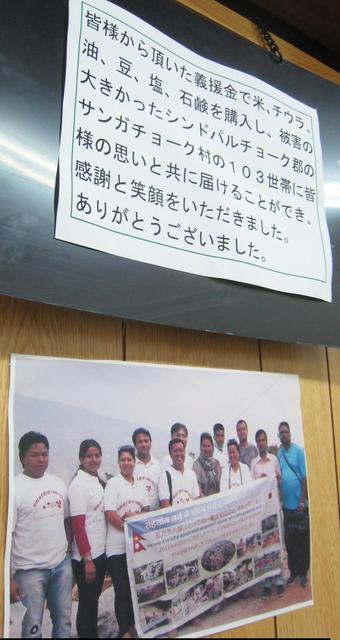 皆様から頂いた義援金で米、チウラ、
油、豆、塩、石鹸を購入し、被害の
大きかったシンドパルチョーク郡の
サンガチョーク村の１０３世帯に皆
様の思いと共に届けることができ、
感謝と笑顔をいただきました。
ありがとうございました。